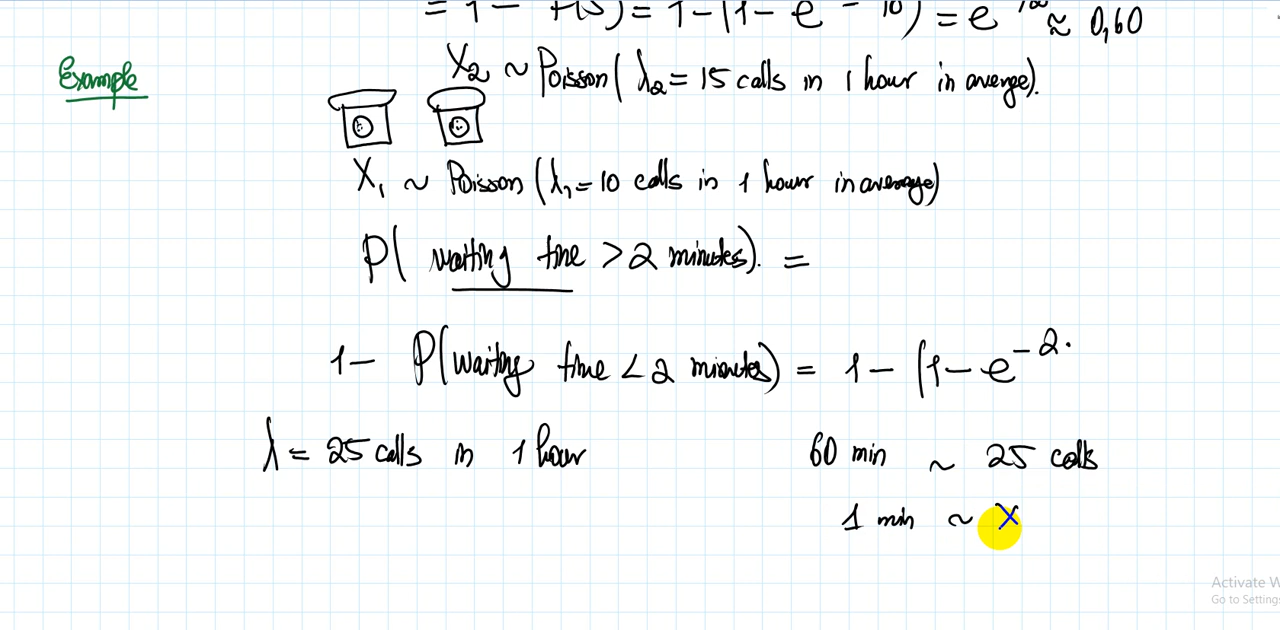 = 1 - F(5) = 1 - (1 - e^-10) = e ≈ 0,60
Example
X₂ ~ Poisson( λ₂ = 15 calls in 1 hour in average).
X₁ ~ Poisson (λ₁ = 10 calls in 1 hour in average)
P( waiting time > 2 minutes). =
1 - P(waiting time < 2 minutes) = 1 - (1 - e^-2.
λ = 25 calls in 1 hour
60 min ~ 25 calls
1 min ~ X
Activate W
Go to Settings